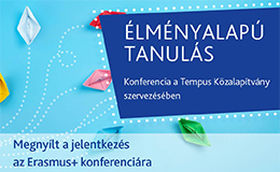 ÉLMÉNYALAPÚ
TANULÁS
Konferencia a Tempus Közalapítvány
szervezésében
Megnyílt a jelentkezés
az Erasmus+ konferenciára